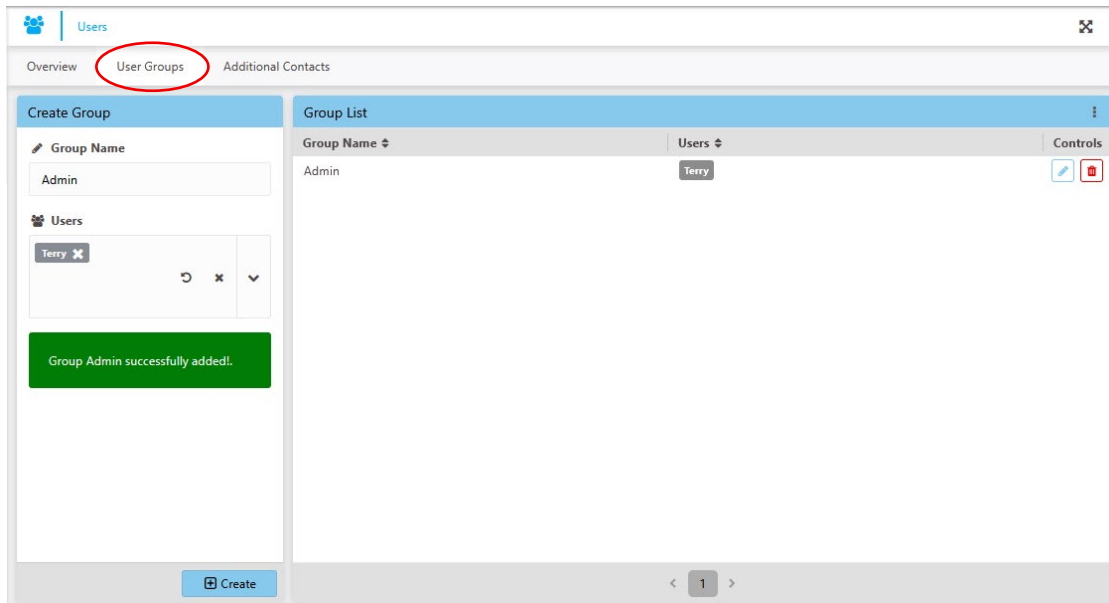 Users
Overview User Groups Additional Contacts
Create Group
Group Name
Admin
Users
Terry
Group Admin successfully added!.
Create
Group List
Group Name Users Controls
Admin Terry
1